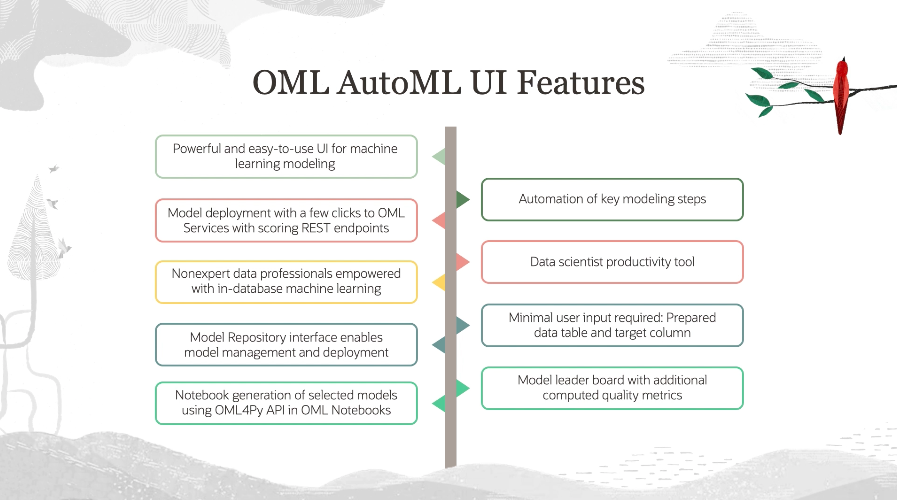 OML AutoML UI Features
Powerful and easy-to-use UI for machine
learning modeling
Automation of key modeling steps
Model deployment with a few clicks to OML
Services with scoring REST endpoints
Data scientist productivity tool
Nonexpert data professionals empowered
with in-database machine learning
Minimal user input required: Prepared
data table and target column
Model Repository interface enables
model management and deployment
Model leader board with additional
computed quality metrics
Notebook generation of selected models
using OML4Py API in OML Notebooks